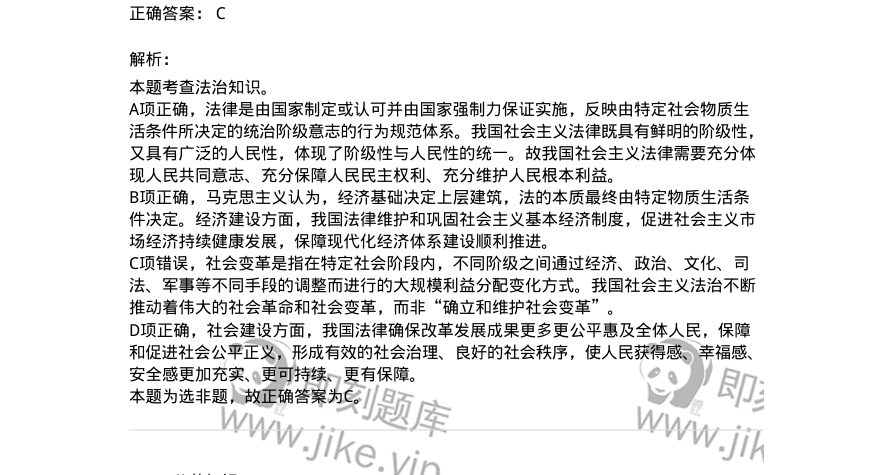 正确答案： C
解析：
本题考查法治知识。
A项正确，法律是由国家制定或认可并由国家强制力保证实施，反映由特定社会物质生
活条件所决定的统治阶级意志的行为规范体系。我国社会主义法律既具有鲜明的阶级性，
又具有广泛的人民性，体现了阶级性与人民性的统一。故我国社会主义法律需要充分体
现人民共同意志、充分保障人民民主权利、充分维护人民根本利益。
B项正确，马克思主义认为，经济基础决定上层建筑，法的本质最终由特定物质生活条
件决定。经济建设方面，我国法律维护和巩固社会主义基本经济制度，促进社会主义市
场经济持续健康发展，保障现代化经济体系建设顺利推进。
C项错误，社会变革是指在特定社会阶段内，不同阶级之间通过经济、政治、文化、司
法、军事等不同手段的调整而进行的大规模利益分配变化方式。我国社会主义法治不断
推动着伟大的社会革命和社会变革，而非“确立和维护社会变革”。
D项正确，社会建设方面，我国法律确保改革发展成果更多更公平惠及全体人民，保障
和促进社会公平正义，形成有效的社会治理、良好的社会秩序，使人民获得感、幸福感、
安全感更加充实、更可持续、更有保障。
本题为选非题，故正确答案为C。
即刻题库
www.jike.vip
即刻
www.ji